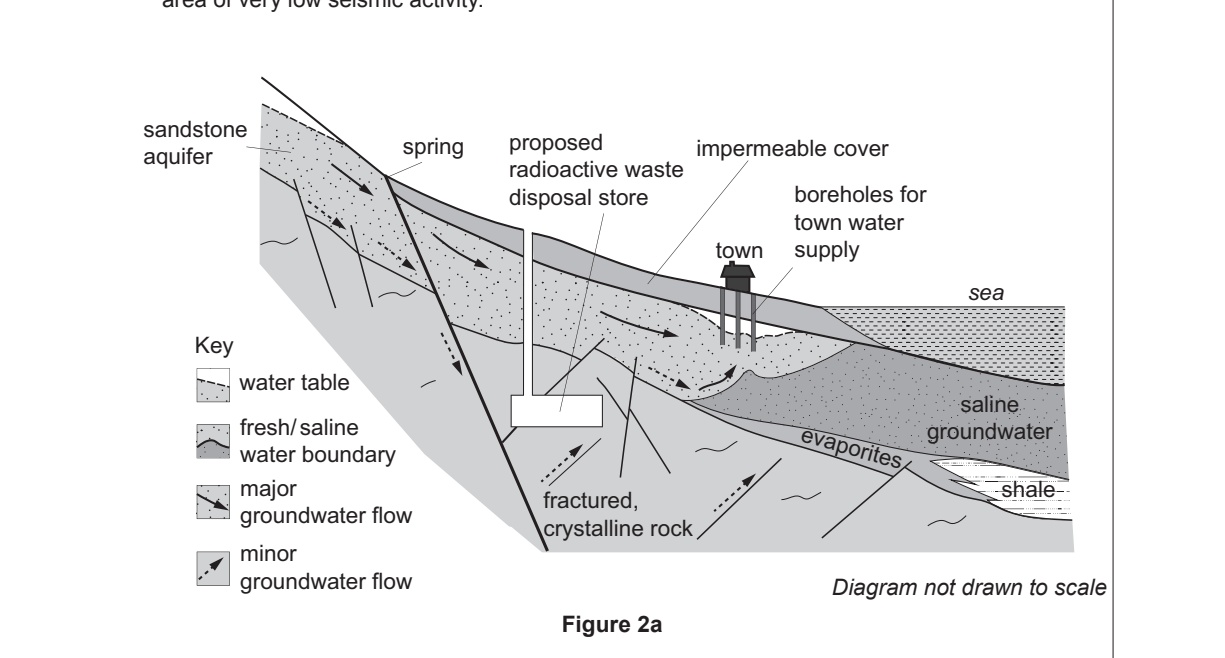 area of very low seismic activity.
sandstone
aquifer
spring
proposed
radioactive waste
disposal store
impermeable cover
boreholes for
town water
supply
town
sea
Key
water table
fresh/saline
water boundary
major
groundwater flow
minor
groundwater flow
saline
groundwater
evaporites
shale
fractured,
crystalline rock
Diagram not drawn to scale
Figure 2a